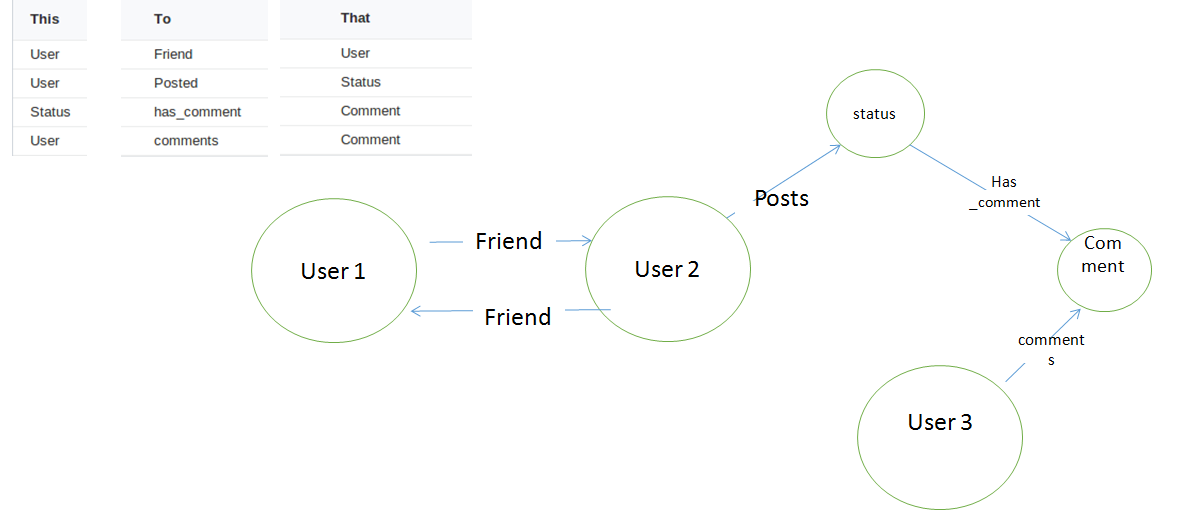 This To That
User Friend User
User Posted Status
Status has_comment Comment
User comments Comment
status
Posts
Has
_comment
Friend
User 1
User 2
Com
ment
Friend
comment
s
User 3